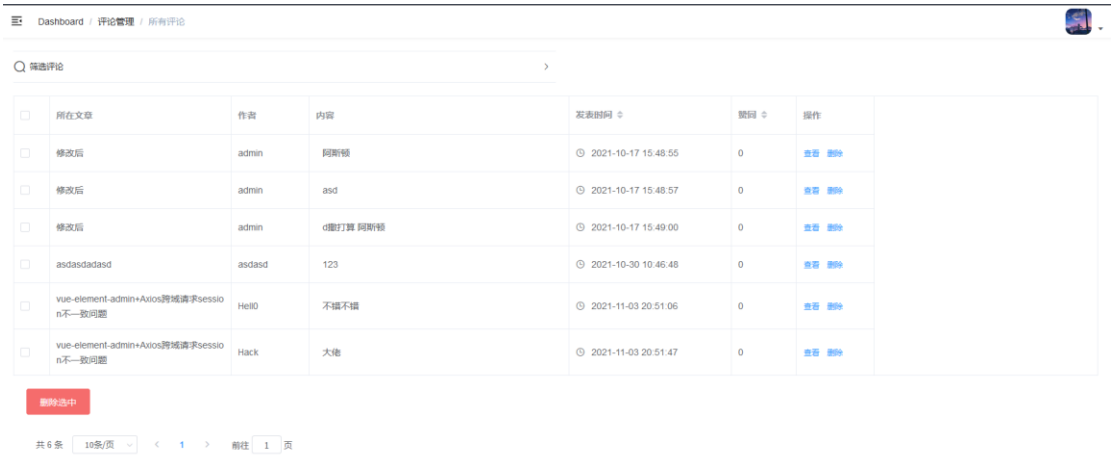 Dashboard / 评论管理 / 所有评论
筛选评论
所在文章 作者 内容 发表时间 赞同 操作
修改后 admin 阿斯顿 2021-10-17 15:48:55 0 查看 删除
修改后 admin asd 2021-10-17 15:48:57 0 查看 删除
修改后 admin d撒打算 阿斯顿 2021-10-17 15:49:00 0 查看 删除
asdasdadasd asdasd 123 2021-10-30 10:46:48 0 查看 删除
vue-element-admin+Axios跨域请求sessio
n不一致问题 Hell0 不错不错 2021-11-03 20:51:06 0 查看 删除
vue-element-admin+Axios跨域请求sessio
n不一致问题 Hack 大佬 2021-11-03 20:51:47 0 查看 删除
删除选中
共 6 条 10条/页 1 前往 1 页